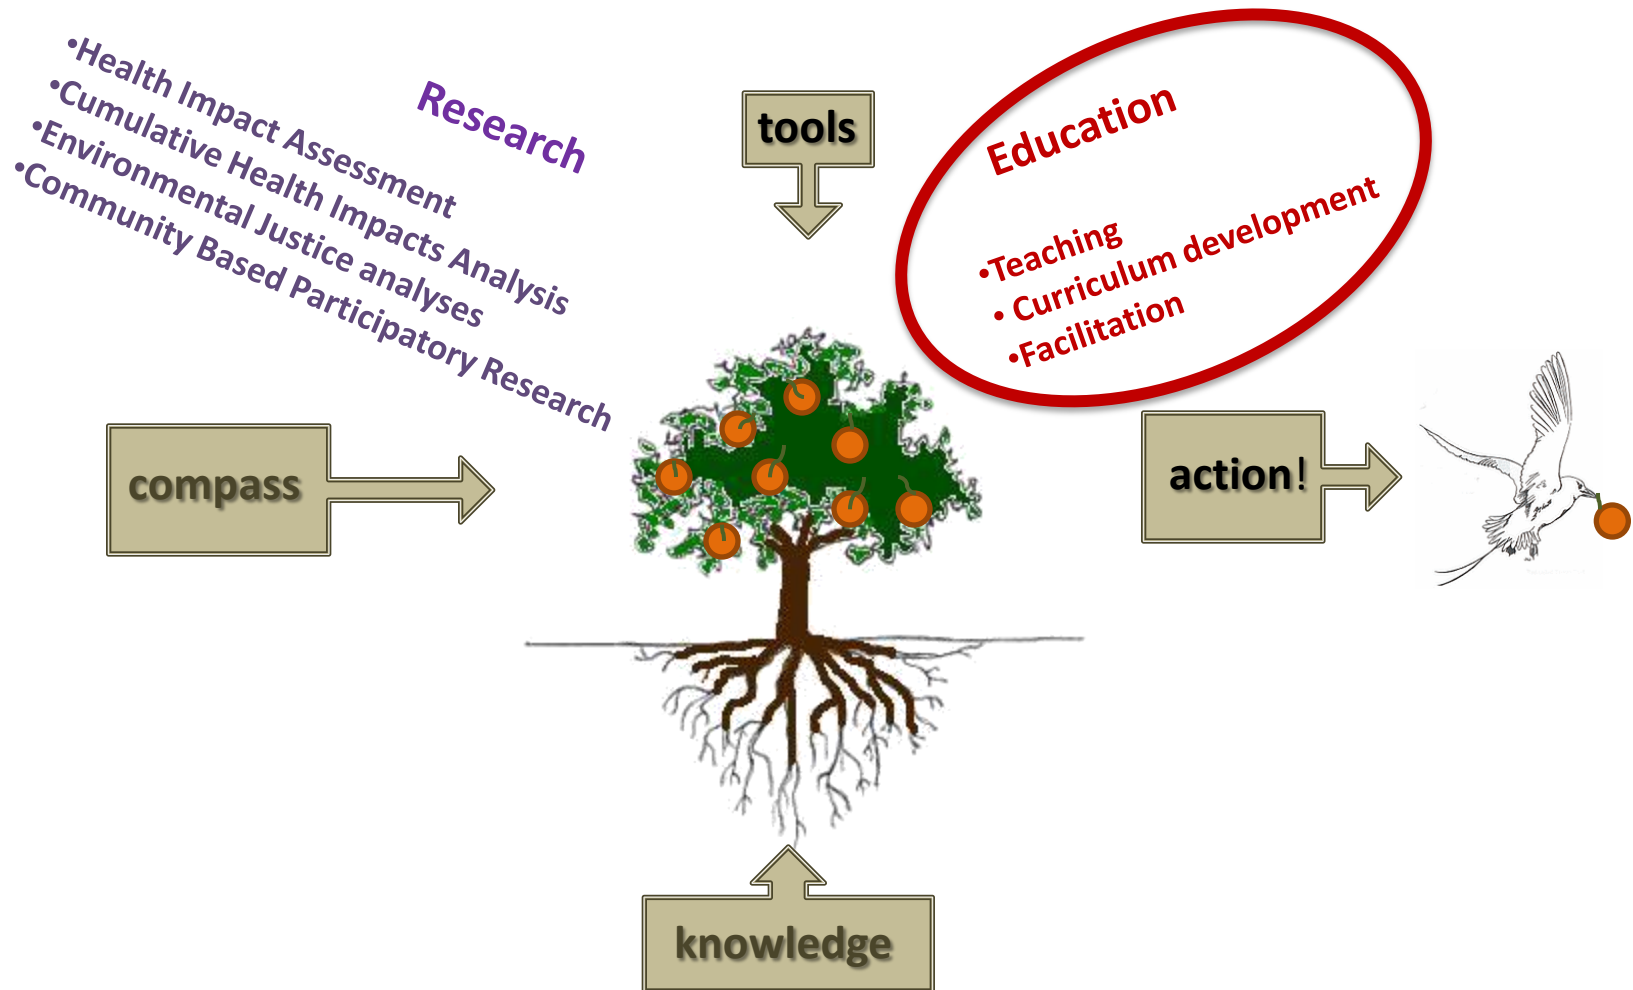 Research
•Health Impact Assessment
•Cumulative Health Impacts Analysis
•Environmental Justice analyses
•Community Based Participatory Research
tools
Education
•Teaching
• Curriculum development
•Facilitation
compass
action!
knowledge